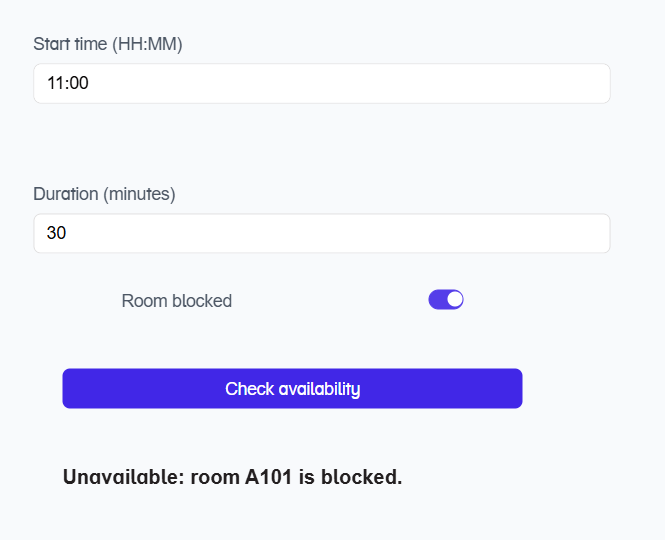 Start time (HH:MM)
11:00
Duration (minutes)
30
Room blocked
Check availability
Unavailable: room A101 is blocked.